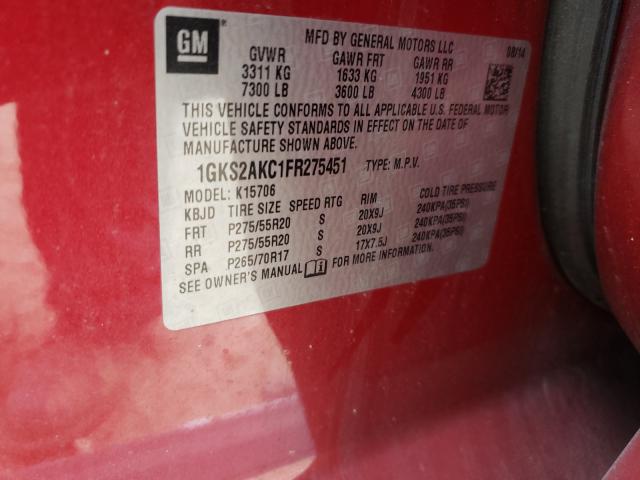 GM
MFD BY GENERAL MOTORS LLC 08/14
GVWR GAWR FRT GAWR RR
3311 KG 1633 KG 1951 KG
7300 LB 3600 LB 4300 LB
THIS VEHICLE CONFORMS TO ALL APPLICABLE U.S. FEDERAL MOTOR
VEHICLE SAFETY STANDARDS IN EFFECT ON THE DATE OF
MANUFACTURE SHOWN ABOVE.
1GKS2AKC1FR275451 TYPE: M.P.V.
MODEL: K15706
KBJD TIRE SIZE SPEED RTG RIM COLD TIRE PRESSURE
FRT P275/55R20 S 20X9J 240KPA(35PSI)
RR P275/55R20 S 20X9J 240KPA(35PSI)
SPA P265/70R17 S 17X7.5J 240KPA(35PSI)
SEE OWNER'S MANUAL FOR MORE INFORMATION.